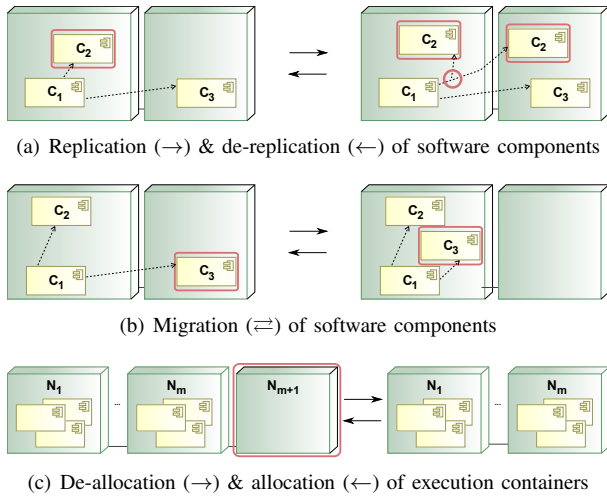 C2
C1
C3
C2
C2
C1
C3
(a) Replication (→) & de-replication (←) of software components
C2
C1
C3
C2
C3
C1
(b) Migration (⇄) of software components
N1 ... Nm Nm+1 N1 ... Nm
(c) De-allocation (→) & allocation (←) of execution containers